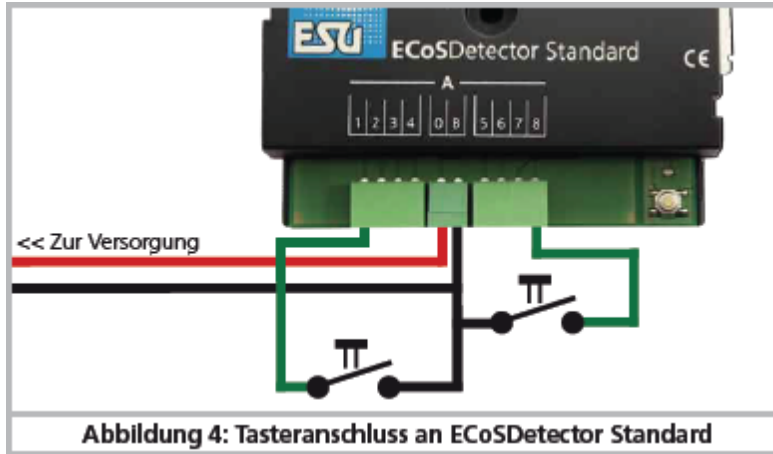 ESU
ECoSDetector Standard
CE
A
1 2 3 4 0 B 5 6 7 8
<< Zur Versorgung
Abbildung 4: Tasteranschluss an ECoSDetector Standard